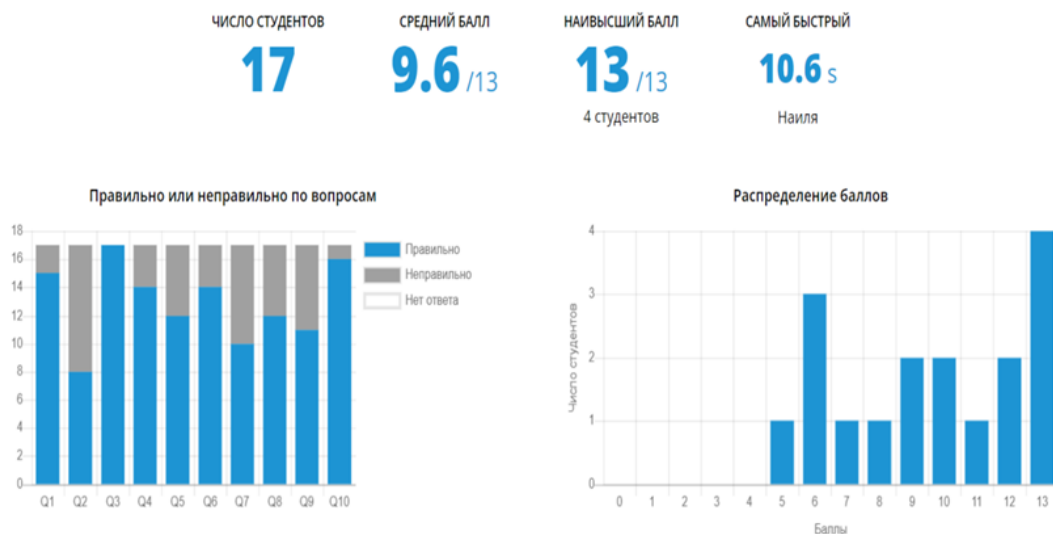 ЧИСЛО СТУДЕНТОВ СРЕДНИЙ БАЛЛ НАИВЫСШИЙ БАЛЛ САМЫЙ БЫСТРЫЙ
17 9.6 /13 13 /13 10.6 s
4 студентов Наиля
Правильно или неправильно по вопросам
18
16
14
12
10
8
6
4
2
0
Q1 Q2 Q3 Q4 Q5 Q6 Q7 Q8 Q9 Q10
Правильно
Неправильно
Нет ответа
Распределение баллов
Число студентов
4
3
2
1
0
0 1 2 3 4 5 6 7 8 9 10 11 12 13
Баллы